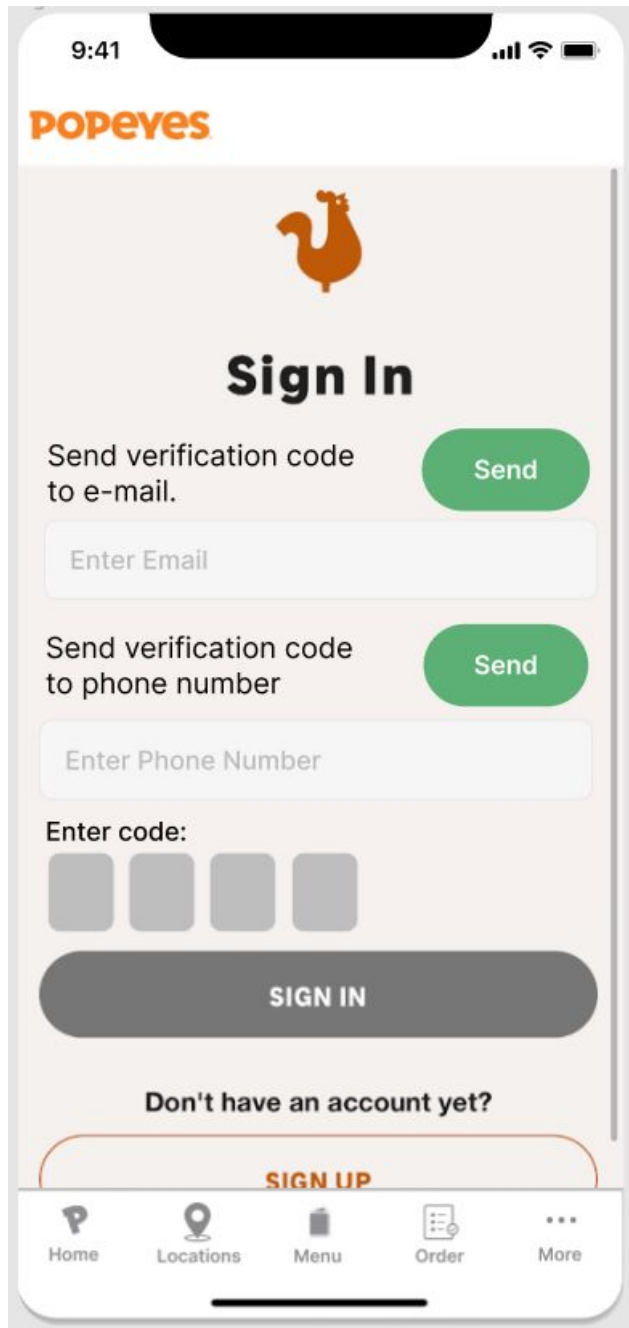 9:41
POPEYES
Sign In
Send verification code
to e-mail.
Send
Enter Email
Send verification code
to phone number
Send
Enter Phone Number
Enter code:
SIGN IN
Don't have an account yet?
SIGN UP
Home Locations Menu Order More